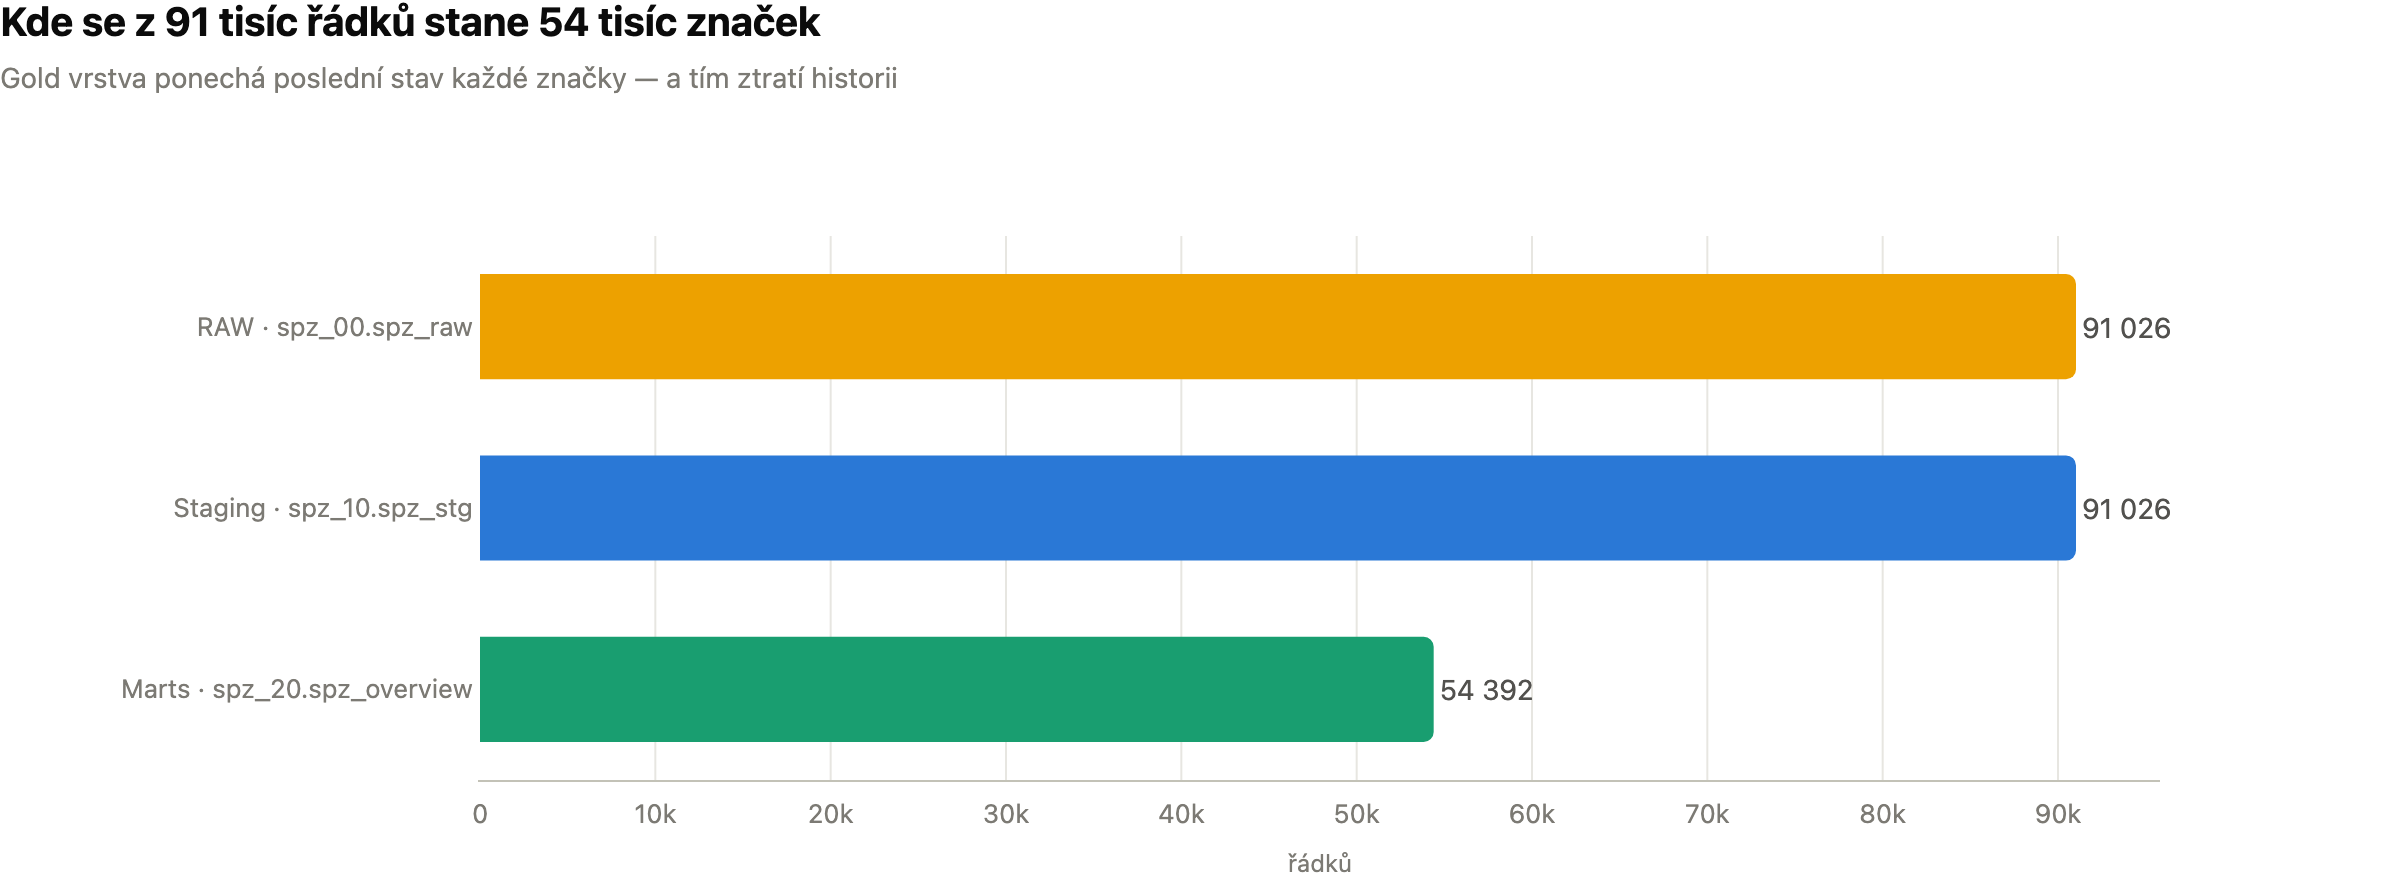 Kde se z 91 tisíc řádků stane 54 tisíc značek
Gold vrstva ponechá poslední stav každé značky — a tím ztratí historii
RAW · spz_00.spz_raw
91 026
Staging · spz_10.spz_stg
91 026
Marts · spz_20.spz_overview
54 392
0 10k 20k 30k 40k 50k 60k 70k 80k 90k
řádků